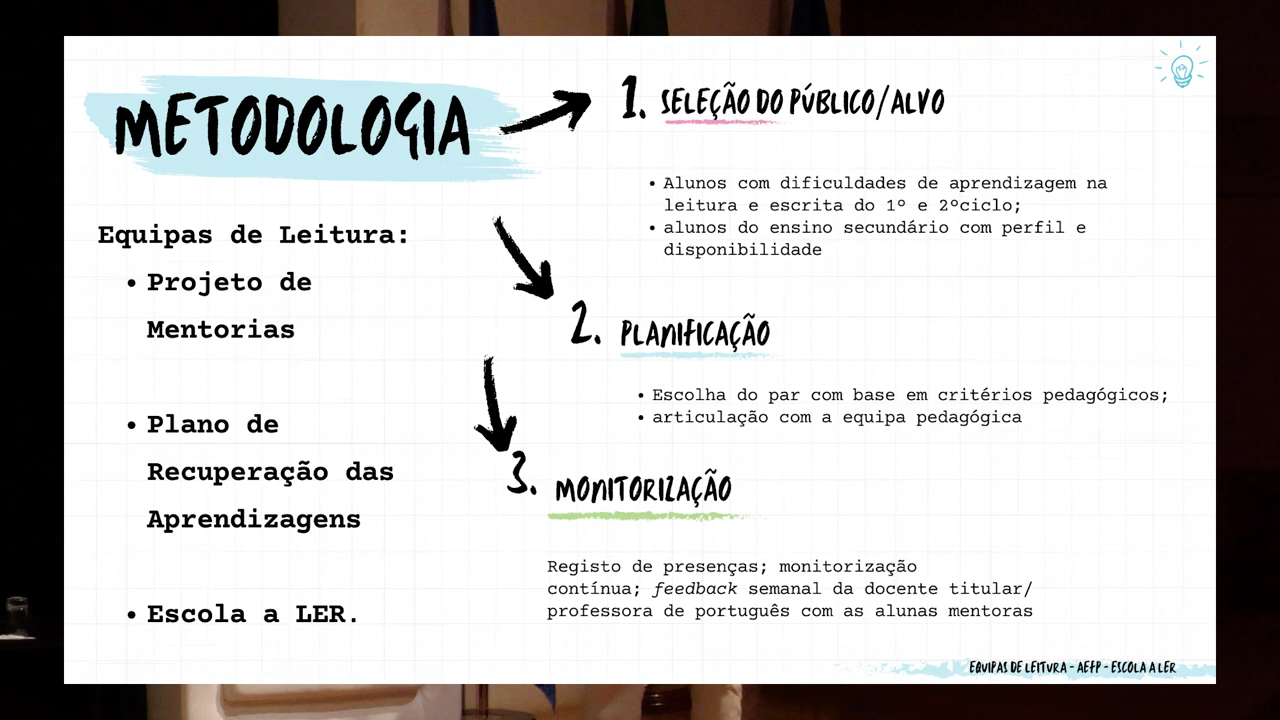 METODOLOGIA
Equipas de Leitura:
• Projeto de
Mentorias
• Plano de
Recuperação das
Aprendizagens
• Escola a LER.
1. SELEÇÃO DO PÚBLICO/ALVO
• Alunos com dificuldades de aprendizagem na
leitura e escrita do 1º e 2ºciclo;
• alunos do ensino secundário com perfil e
disponibilidade
2. PLANIFICAÇÃO
• Escolha do par com base em critérios pedagógicos;
• articulação com a equipa pedagógica
3. MONITORIZAÇÃO
Registo de presenças; monitorização
contínua; feedback semanal da docente titular/
professora de português com as alunas mentoras
EQUIPAS DE LEITURA - AEFP - ESCOLA A LER